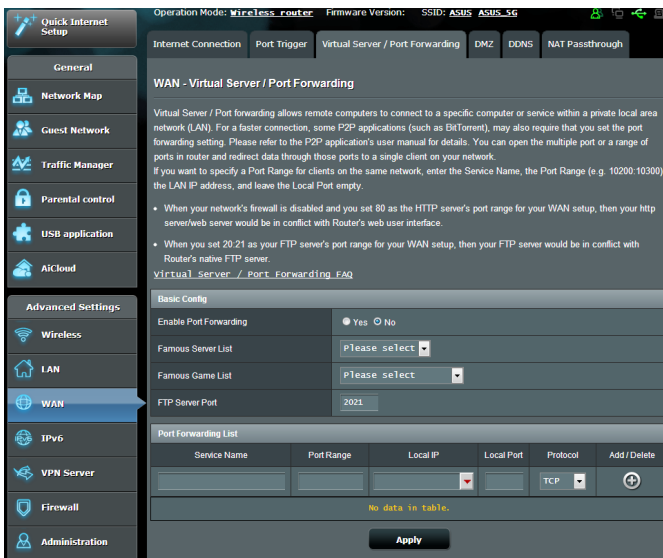 Operation Mode: Wireless router Firmware Version: SSID: ASUS ASUS_5G
Quick Internet
Setup
Internet Connection Port Trigger Virtual Server / Port Forwarding DMZ DDNS NAT Passthrough
General
Network Map
Guest Network
Traffic Manager
Parental control
USB application
AiCloud
Advanced Settings
Wireless
LAN
WAN
IPv6
VPN Server
Firewall
Administration
WAN - Virtual Server / Port Forwarding
Virtual Server / Port forwarding allows remote computers to connect to a specific computer or service within a private local area
network (LAN). For a faster connection, some P2P applications (such as BitTorrent), may also require that you set the port
forwarding setting. Please refer to the P2P application's user manual for details. You can open the multiple port or a range of
ports in router and redirect data through those ports to a single client on your network.
If you want to specify a Port Range for clients on the same network, enter the Service Name, the Port Range (e.g. 10200:10300)
the LAN IP address, and leave the Local Port empty.
• When your network's firewall is disabled and you set 80 as the HTTP server's port range for your WAN setup, then your http
server/web server would be in conflict with Router's web user interface.
• When you set 20:21 as your FTP server's port range for your WAN setup, then your FTP server would be in conflict with
Router's native FTP server.
Virtual Server / Port Forwarding FAQ
Basic Config
Enable Port Forwarding Yes No
Famous Server List Please select
Famous Game List Please select
FTP Server Port 2021
Port Forwarding List
Service Name Port Range Local IP Local Port Protocol Add / Delete
TCP
No data in table.
Apply